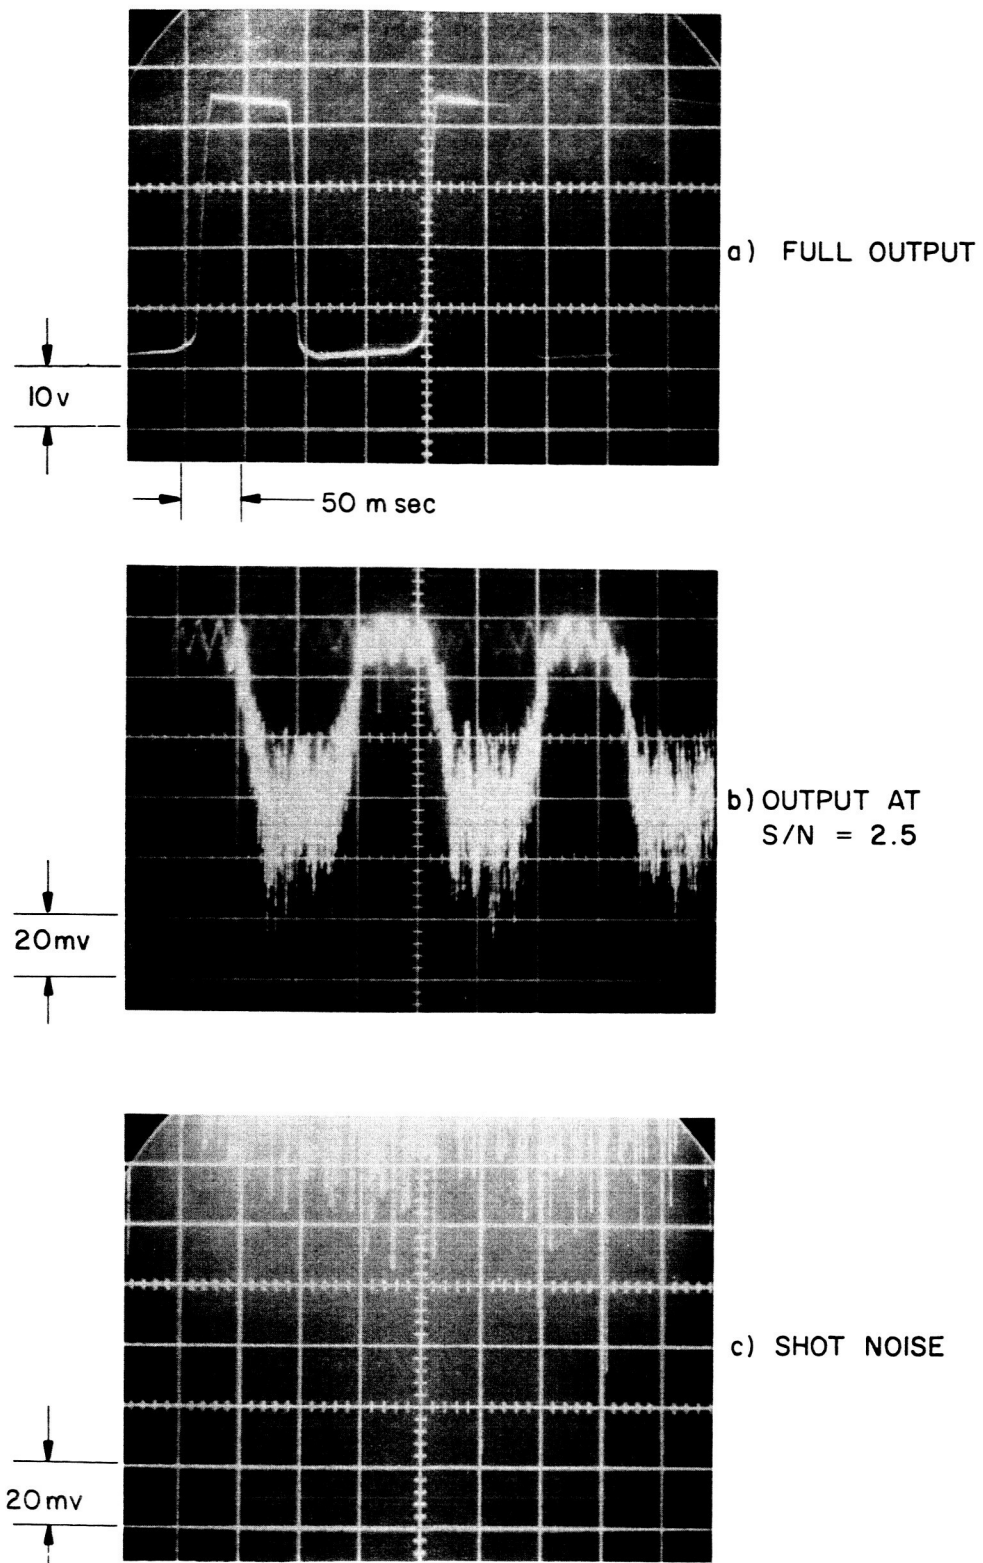 a) FULL OUTPUT
10v
50 m sec
b) OUTPUT AT
S/N = 2.5
20mv
c) SHOT NOISE
20mv